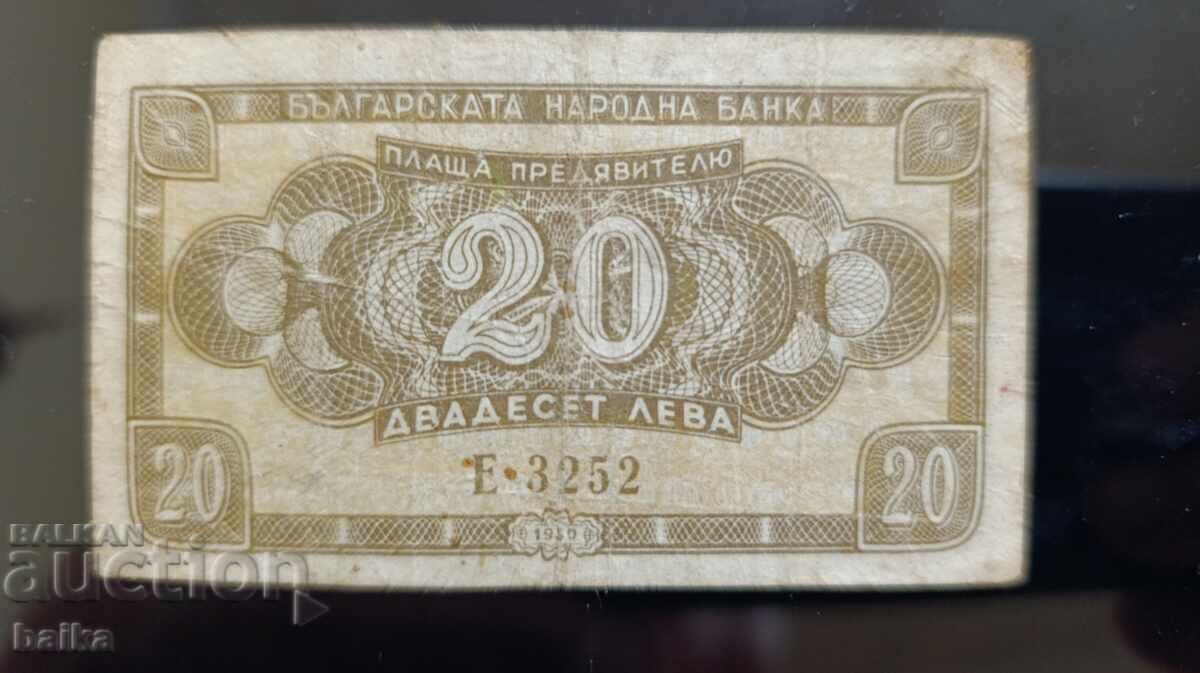 БЪЛГАРСКАТА НАРОДНА БАНКА
ПЛАЩА ПРЕДЯВИТЕЛЮ
20
ДВАДЕСЕТ ЛЕВА
Е·3252
20 20
1950
BALKAN
auction
baika